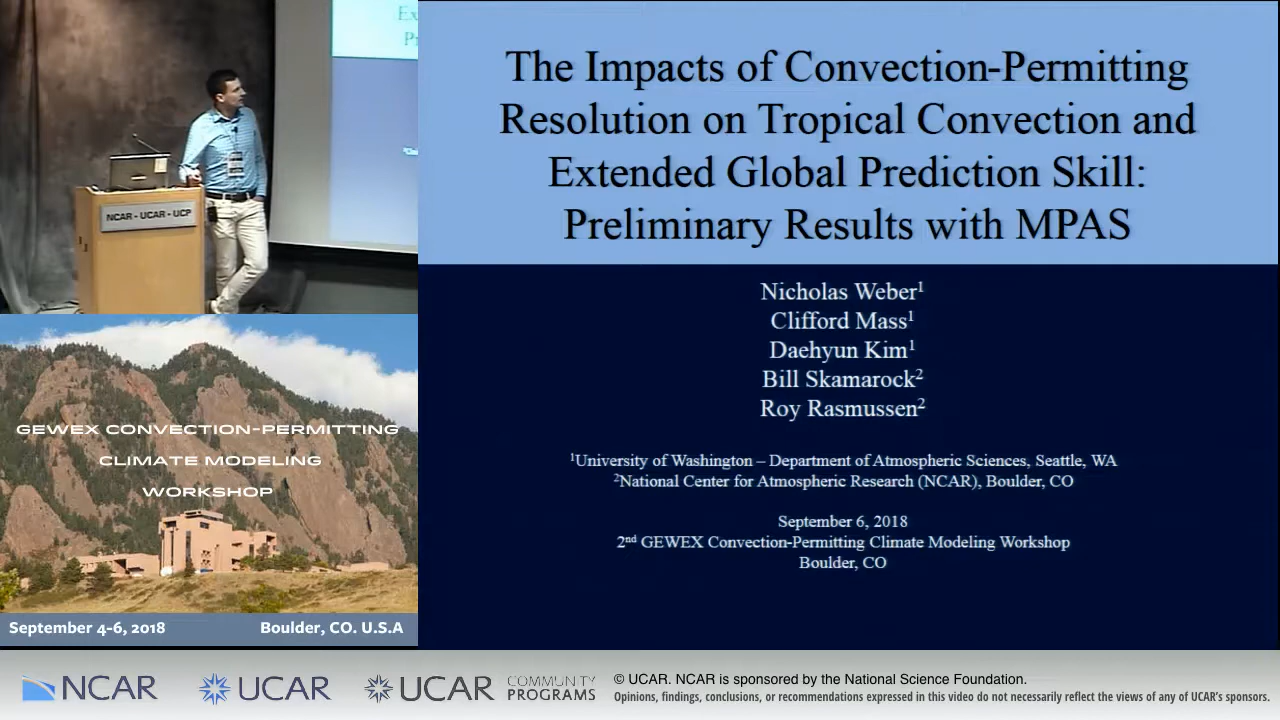 Ex
Pr
NCAR - UCAR - UCP
The Impacts of Convection-Permitting
Resolution on Tropical Convection and
Extended Global Prediction Skill:
Preliminary Results with MPAS
Nicholas Weber¹
Clifford Mass¹
Daehyun Kim¹
Bill Skamarock²
Roy Rasmussen²
¹University of Washington – Department of Atmospheric Sciences, Seattle, WA
²National Center for Atmospheric Research (NCAR), Boulder, CO
September 6, 2018
2nd GEWEX Convection-Permitting Climate Modeling Workshop
Boulder, CO
GEWEX CONVECTION-PERMITTING
CLIMATE MODELING
WORKSHOP
September 4-6, 2018 Boulder, CO. U.S.A
NCAR
UCAR
UCAR COMMUNITY PROGRAMS
© UCAR. NCAR is sponsored by the National Science Foundation.
Opinions, findings, conclusions, or recommendations expressed in this video do not necessarily reflect the views of any of UCAR's sponsors.